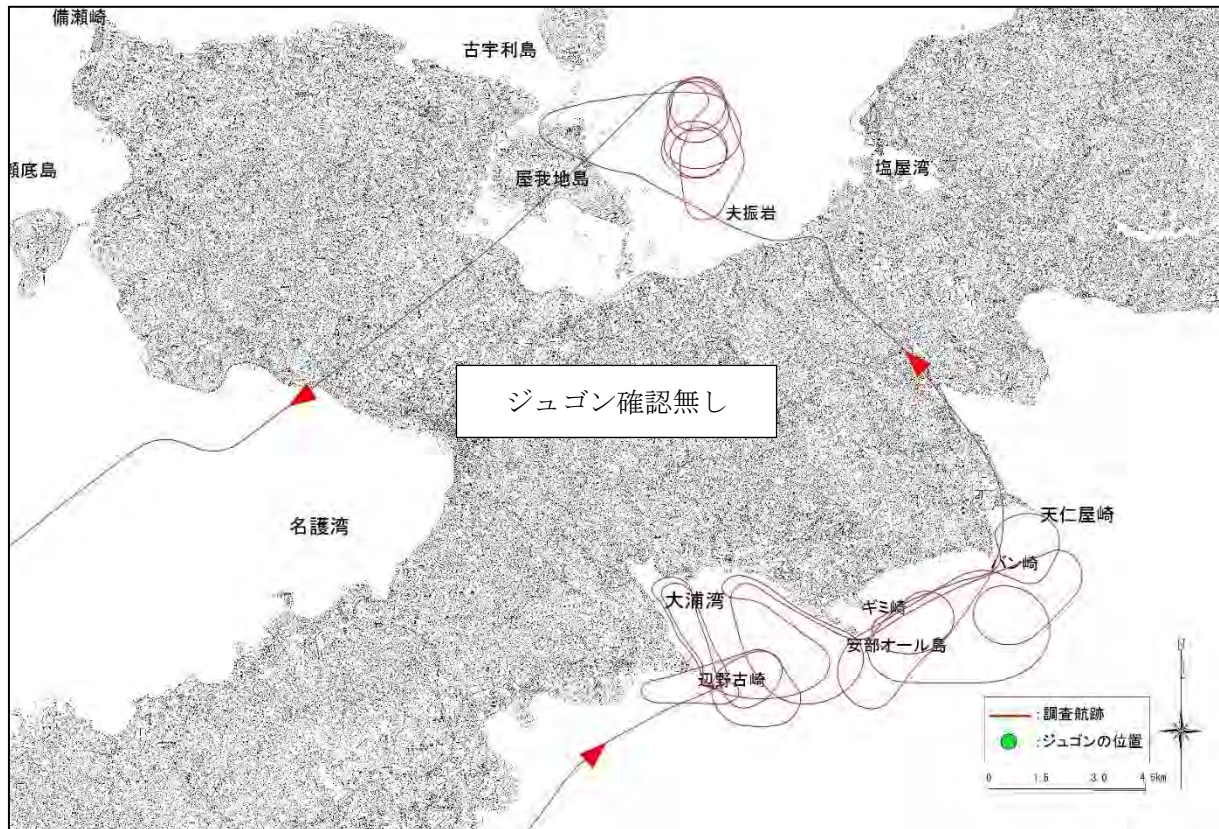 備瀬崎
古宇利島
瀬底島
屋我地島
塩屋湾
夫振岩
ジュゴン確認無し
名護湾
天仁屋崎
バン崎
大浦湾
ギミ崎
安部オール島
辺野古崎
N
:調査航跡
:ジュゴンの位置
0 1.5 3.0 4.5km